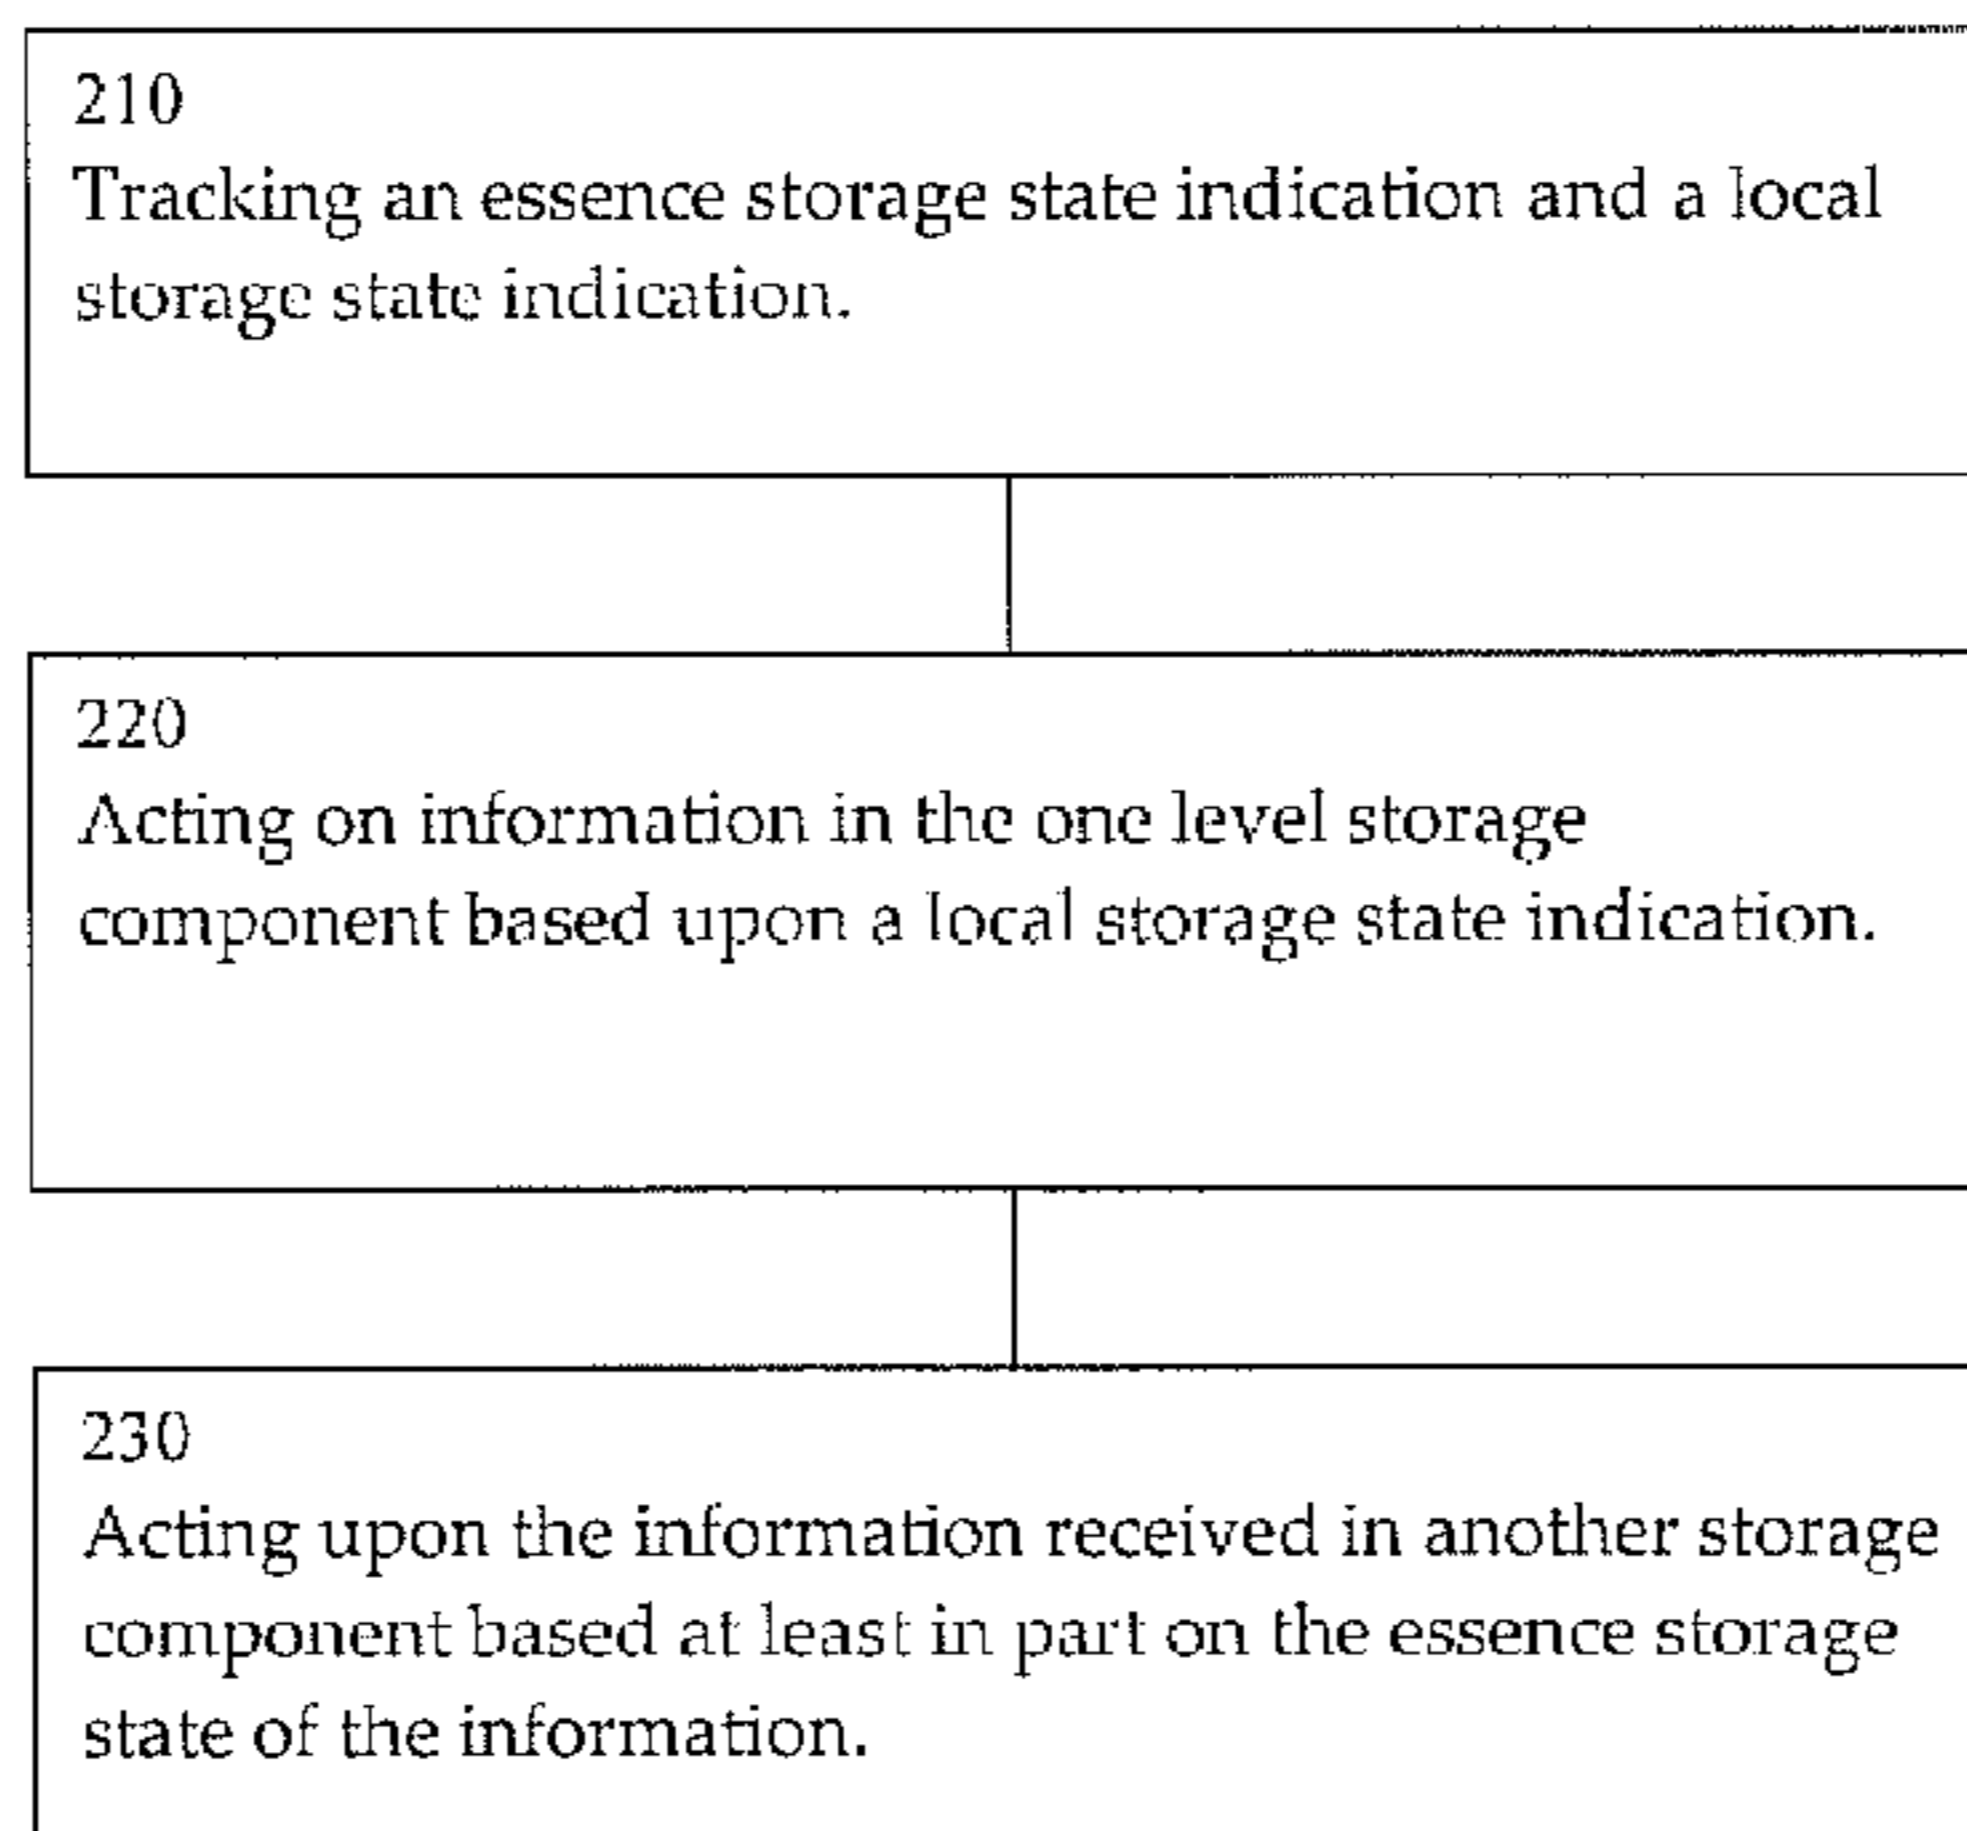 210
Tracking an essence storage state indication and a local
storage state indication.
220
Acting on information in the one level storage
component based upon a local storage state indication.
230
Acting upon the information received in another storage
component based at least in part on the essence storage
state of the information.